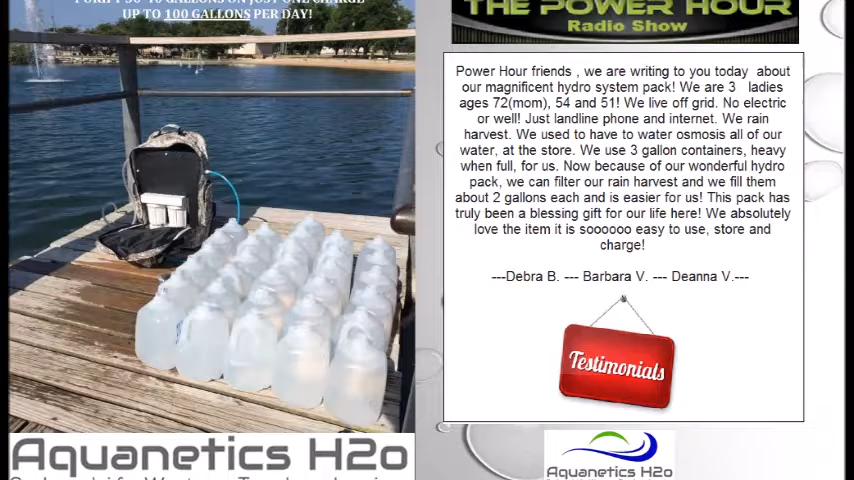 PURIFY 30-40 GALLONS ON JUST ONE CHARGE
UP TO 100 GALLONS PER DAY!
Aquanetics H2o
THE POWER HOUR
Radio Show
Power Hour friends , we are writing to you today about
our magnificent hydro system pack! We are 3 ladies
ages 72(mom), 54 and 51! We live off grid. No electric
or well! Just landline phone and internet. We rain
harvest. We used to have to water osmosis all of our
water, at the store. We use 3 gallon containers, heavy
when full, for us. Now because of our wonderful hydro
pack, we can filter our rain harvest and we fill them
about 2 gallons each and is easier for us! This pack has
truly been a blessing gift for our life here! We absolutely
love the item it is soooooo easy to use, store and
charge!
---Debra B. --- Barbara V. --- Deanna V.---
Testimonials
Aquanetics H2o